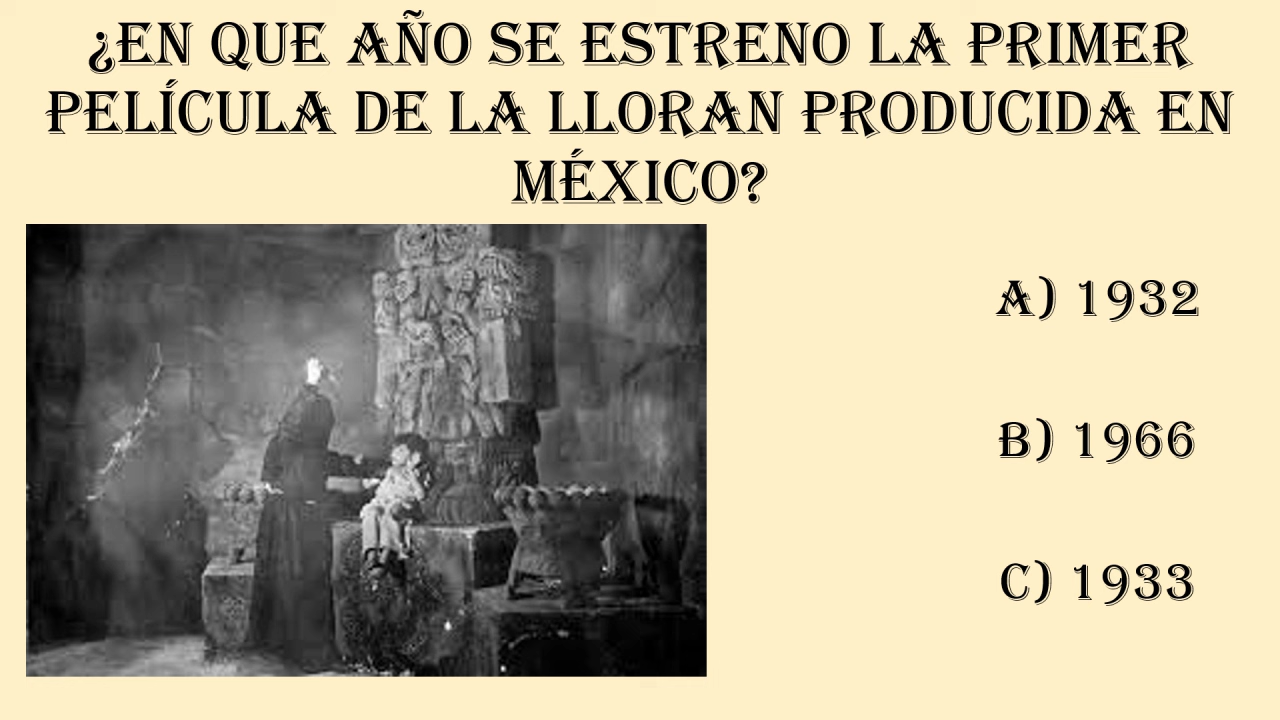 ¿EN QUE AÑO SE ESTRENO LA PRIMER
PELÍCULA DE LA LLORAN PRODUCIDA EN
MÉXICO?
A) 1932
B) 1966
C) 1933